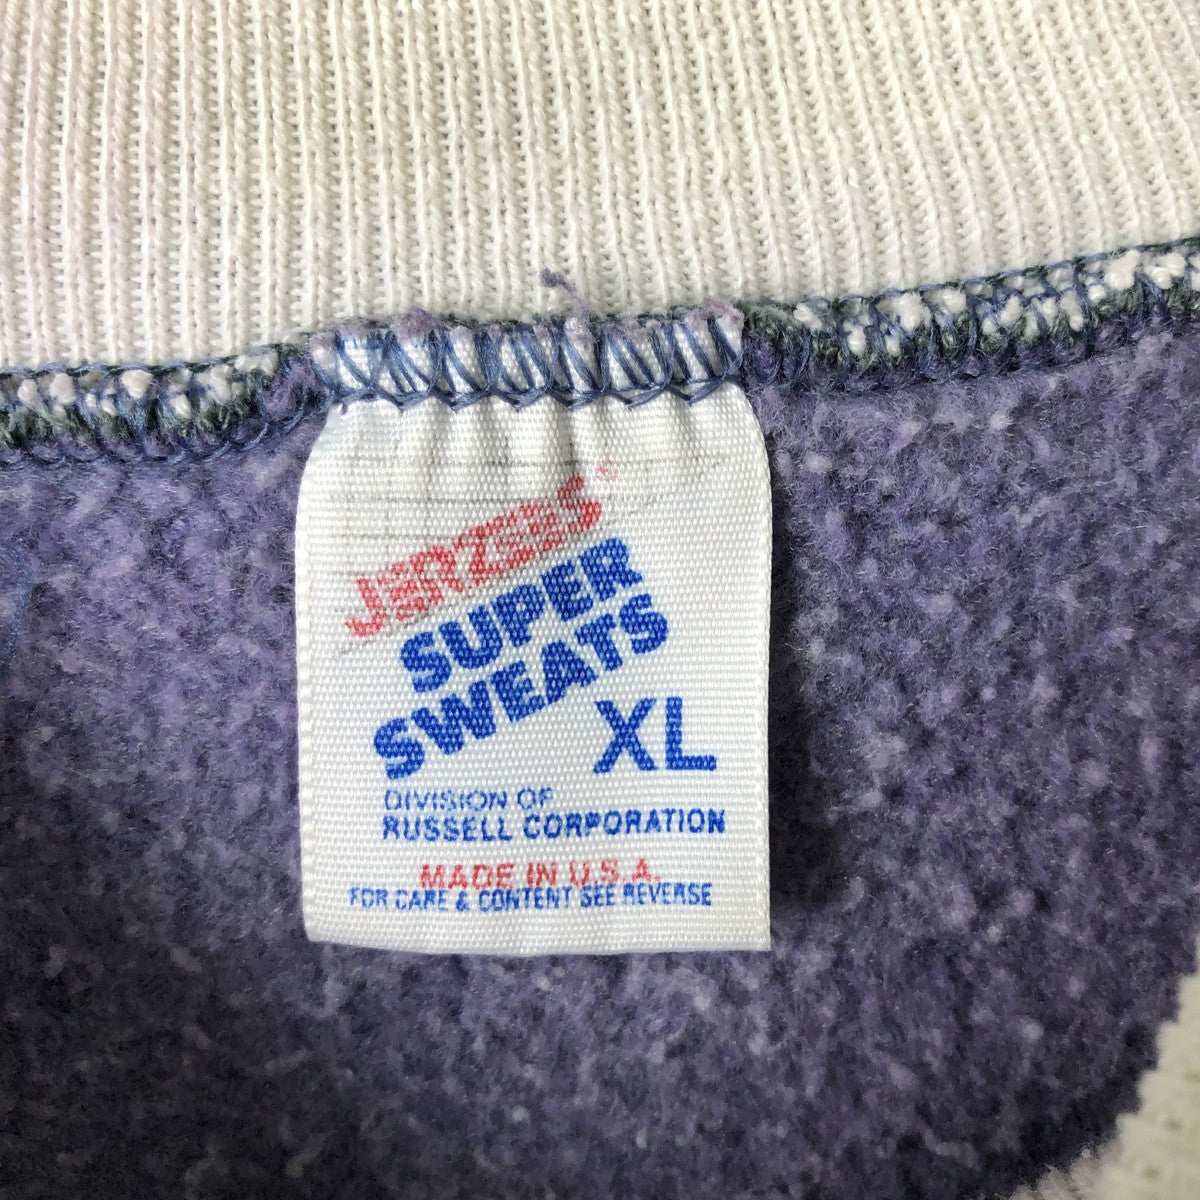 JERZEES®
SUPER
SWEATS
XL
DIVISION OF
RUSSELL CORPORATION
MADE IN U.S.A.
FOR CARE & CONTENT SEE REVERSE